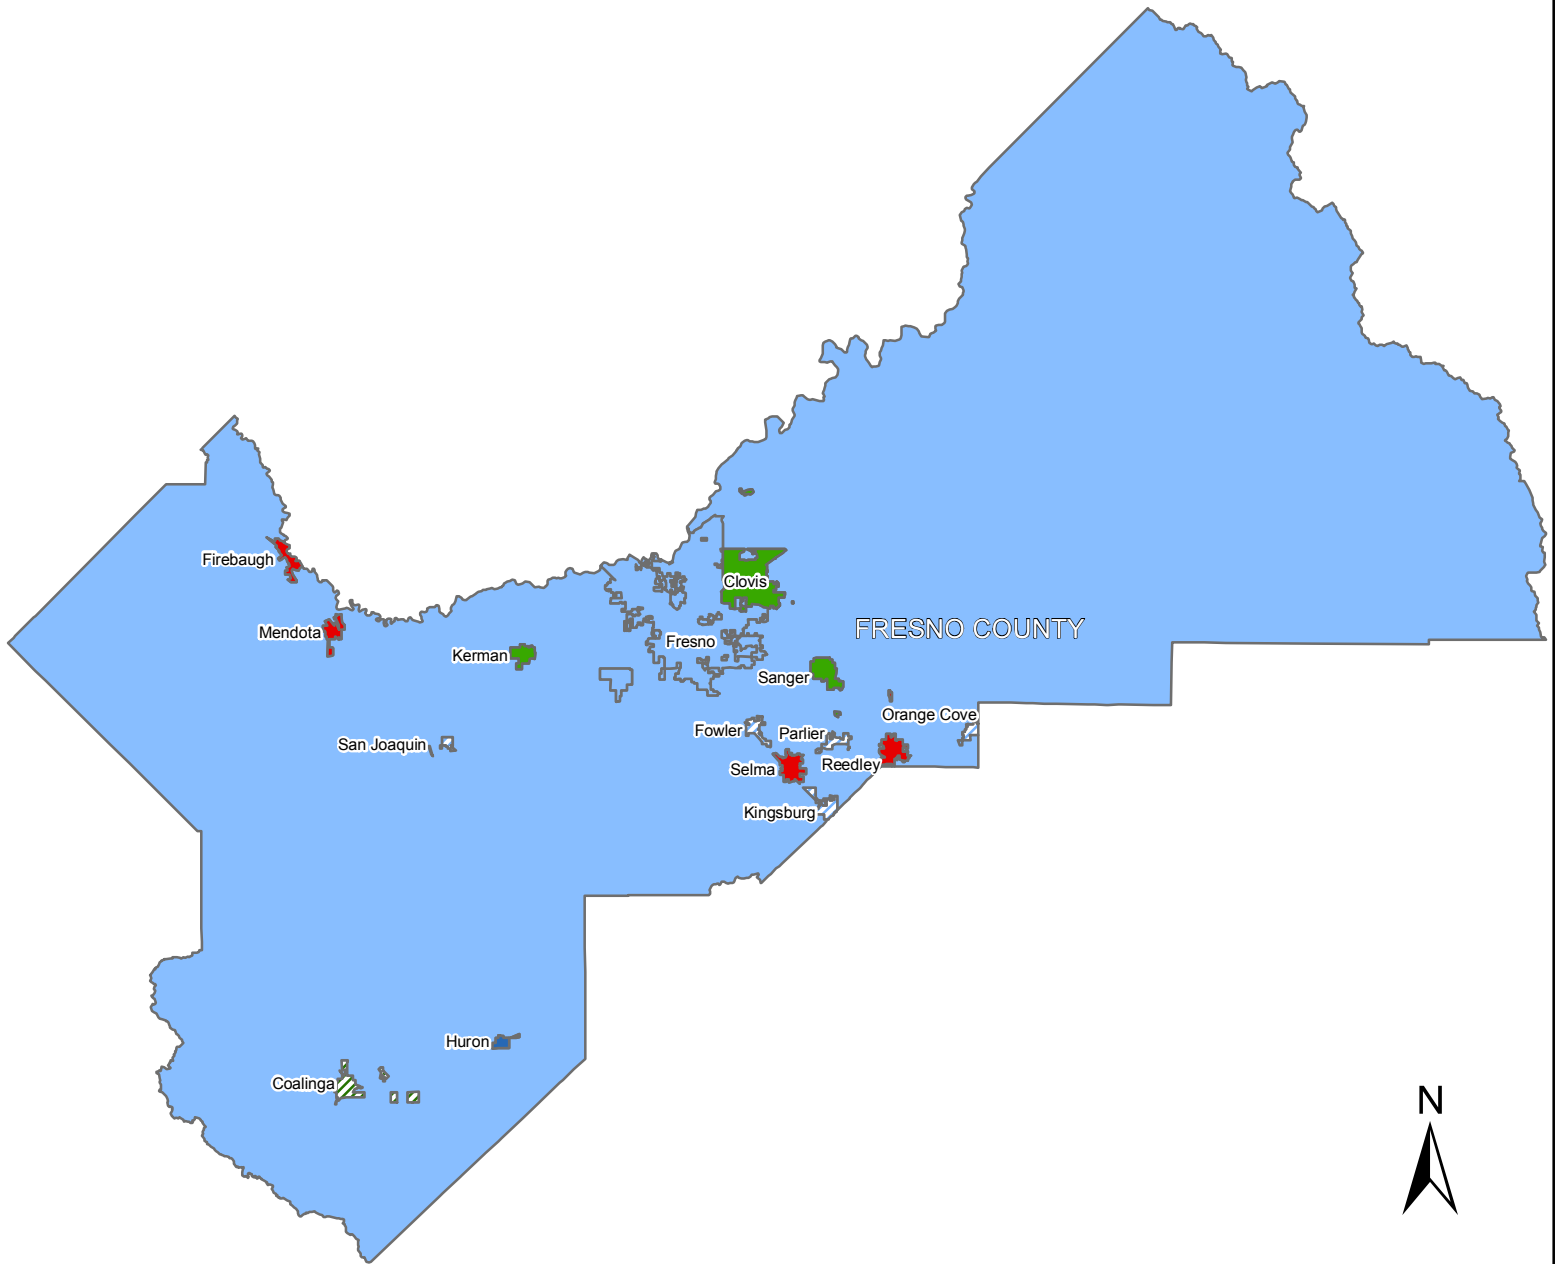 Firebaugh
Clovis
Mendota
FRESNO COUNTY
Fresno
Kerman
Sanger
Orange Cove
Fowler
Parlier
San Joaquin
Reedley
Selma
Kingsburg
Huron
Coalinga
N